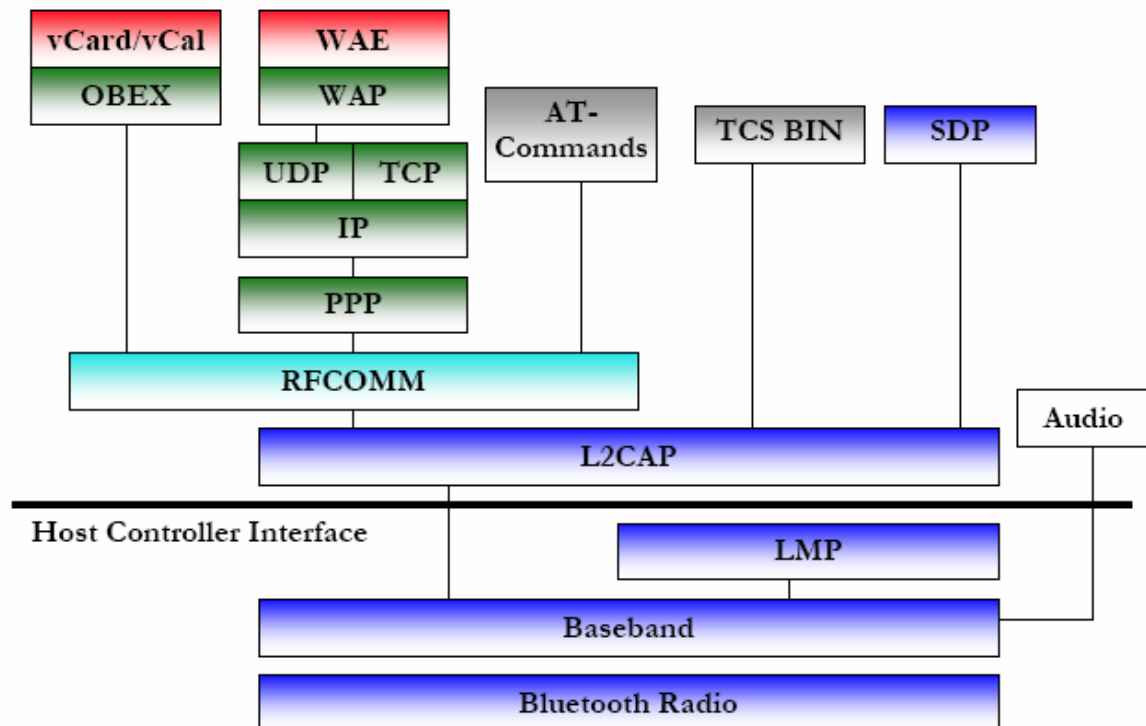 vCard/vCal
OBEX
WAE
WAP
UDP
TCP
IP
PPP
AT-
Commands
TCS BIN
SDP
RFCOMM
L2CAP
Audio
Host Controller Interface
LMP
Baseband
Bluetooth Radio